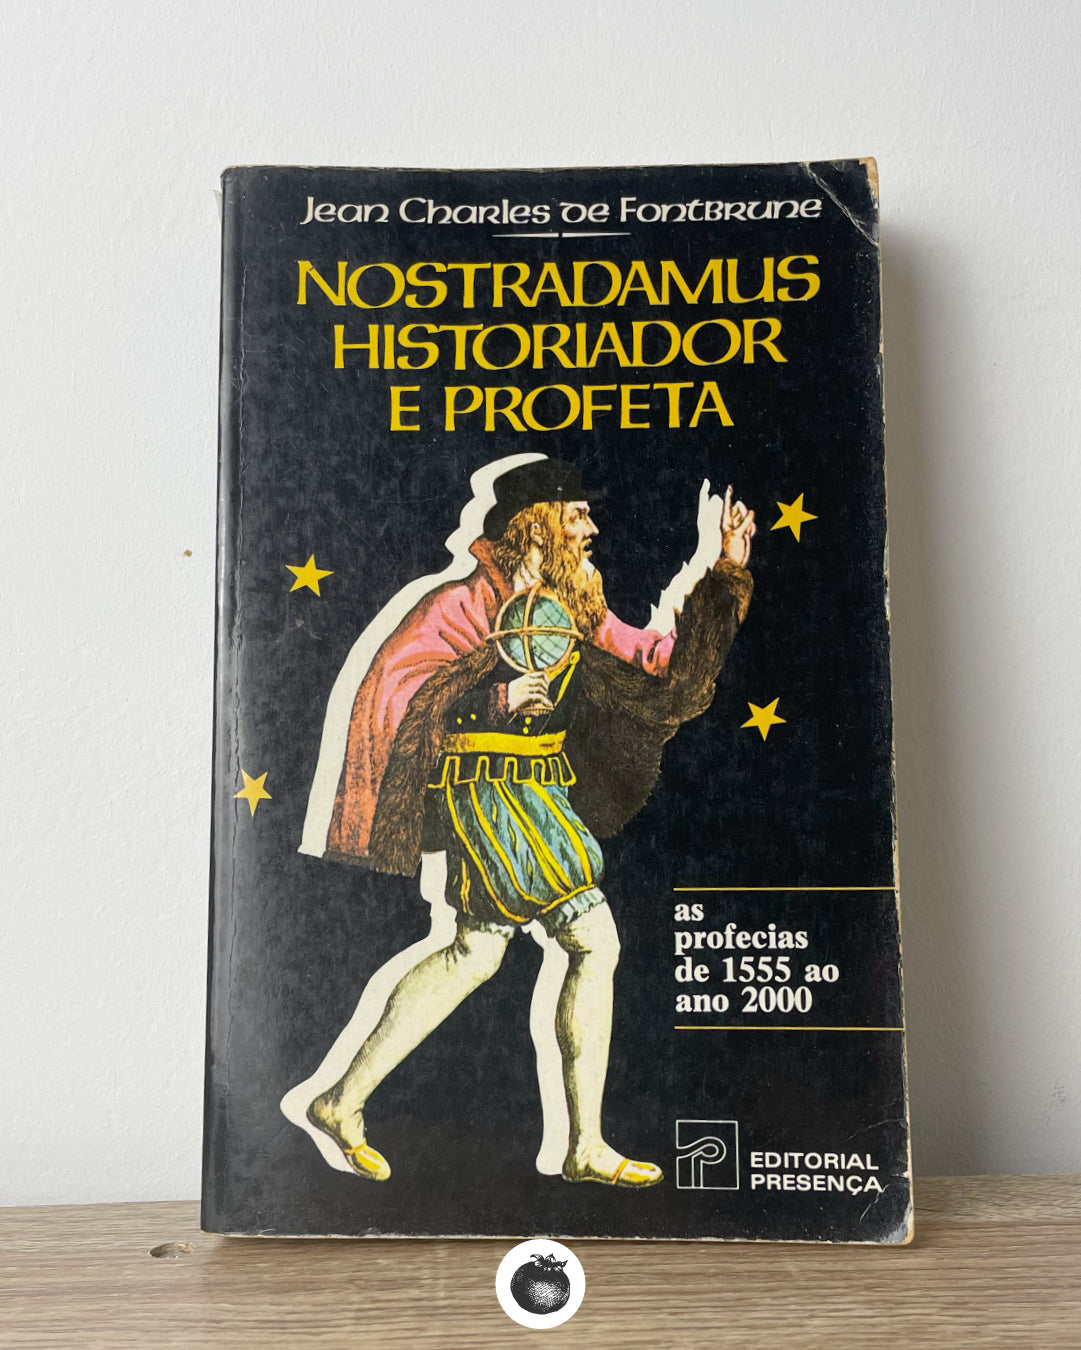 Jean Charles de Fontbrune
NOSTRADAMUS
HISTORIADOR
E PROFETA
as
profecias
de 1555 ao
ano 2000
EDITORIAL
PRESENÇA